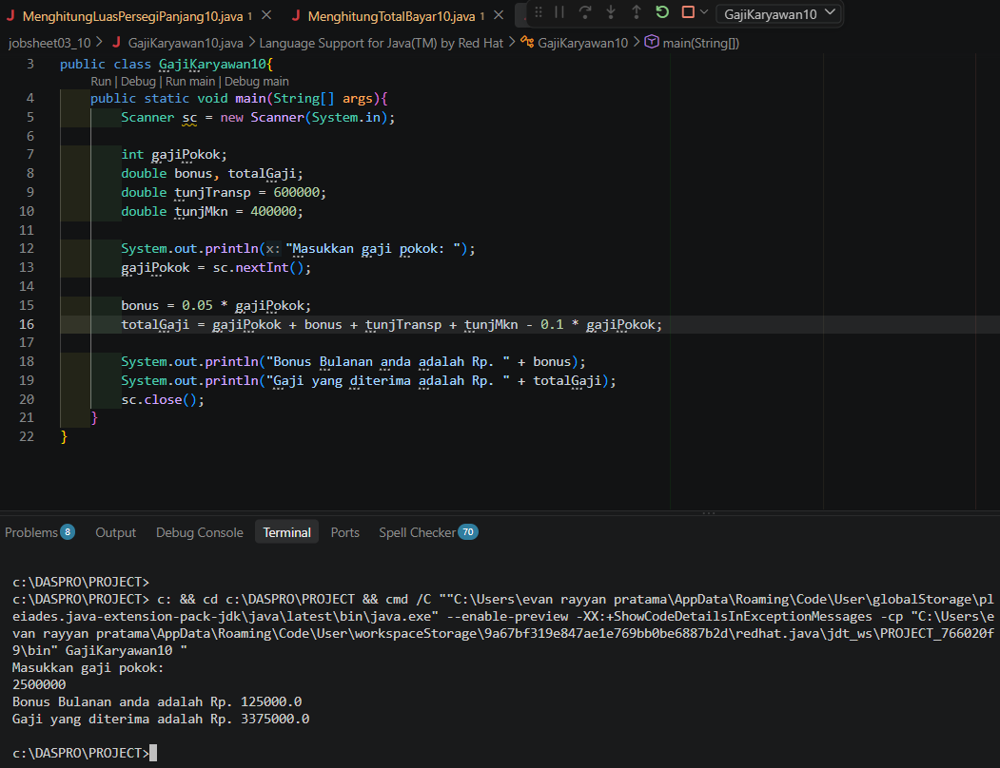 J MenghitungLuasPersegiPanjang10.java 1 ✕ J MenghitungTotalBayar10.java 1 ✕ GajiKaryawan10
jobsheet03_10 > J GajiKaryawan10.java > Language Support for Java(TM) by Red Hat > GajiKaryawan10 > main(String[])
3 public class GajiKaryawan10{
Run | Debug | Run main | Debug main
4 public static void main(String[] args){
5 Scanner sc = new Scanner(System.in);
6
7 int gajiPokok;
8 double bonus, totalGaji;
9 double tunjTransp = 600000;
10 double tunjMkn = 400000;
11
12 System.out.println(x: "Masukkan gaji pokok: ");
13 gajiPokok = sc.nextInt();
14
15 bonus = 0.05 * gajiPokok;
16 totalGaji = gajiPokok + bonus + tunjTransp + tunjMkn - 0.1 * gajiPokok;
17
18 System.out.println("Bonus Bulanan anda adalah Rp. " + bonus);
19 System.out.println("Gaji yang diterima adalah Rp. " + totalGaji);
20 sc.close();
21 }
22 }
Problems 8 Output Debug Console Terminal Ports Spell Checker 70
c:\DASPRO\PROJECT>
c:\DASPRO\PROJECT> c: && cd c:\DASPRO\PROJECT && cmd /C ""C:\Users\evan rayyan pratama\AppData\Roaming\Code\User\globalStorage\pl
eiades.java-extension-pack-jdk\java\latest\bin\java.exe" --enable-preview -XX:+ShowCodeDetailsInExceptionMessages -cp "C:\Users\e
van rayyan pratama\AppData\Roaming\Code\User\workspaceStorage\9a67bf319e847ae1e769bb0be6887b2d\redhat.java\jdt_ws\PROJECT_766020f
9\bin" GajiKaryawan10 "
Masukkan gaji pokok:
2500000
Bonus Bulanan anda adalah Rp. 125000.0
Gaji yang diterima adalah Rp. 3375000.0
c:\DASPRO\PROJECT>